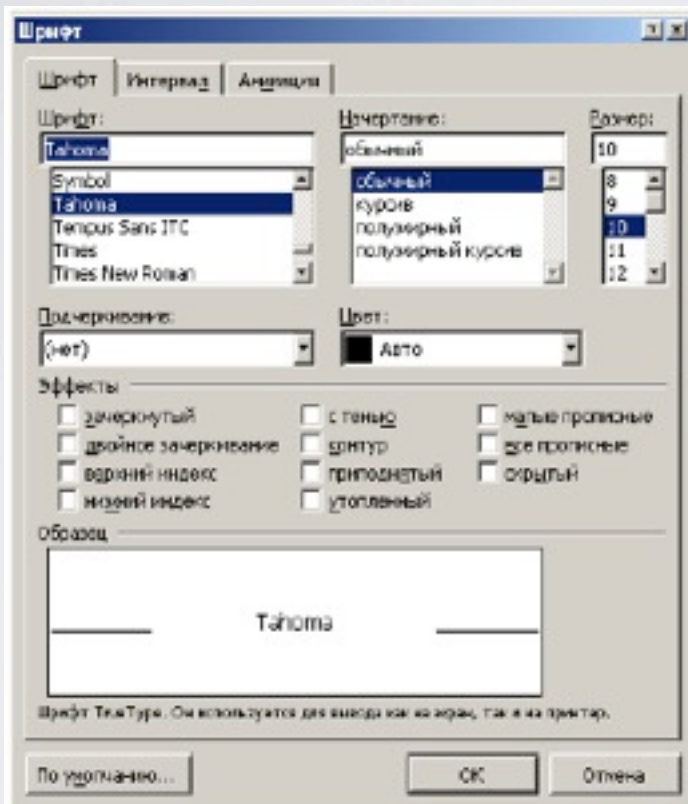 Шрифт
Шрифт Интервал Анимация
Шрифт: Начертание: Размер:
Tahoma обычный 10
Symbol обычный 8
Tahoma курсив 9
Tempus Sans ITC полужирный 10
Times полужирный курсив 11
Times New Roman 12
Подчеркивание: Цвет:
(нет) Авто
Эффекты
зачеркнутый с тенью малые прописные
двойное зачеркивание контур все прописные
верхний индекс приподнятый скрытый
нижний индекс утопленный
Образец
Tahoma
Шрифт TrueType. Он используется для вывода как на экран, так и на принтер.
По умолчанию... ОК Отмена